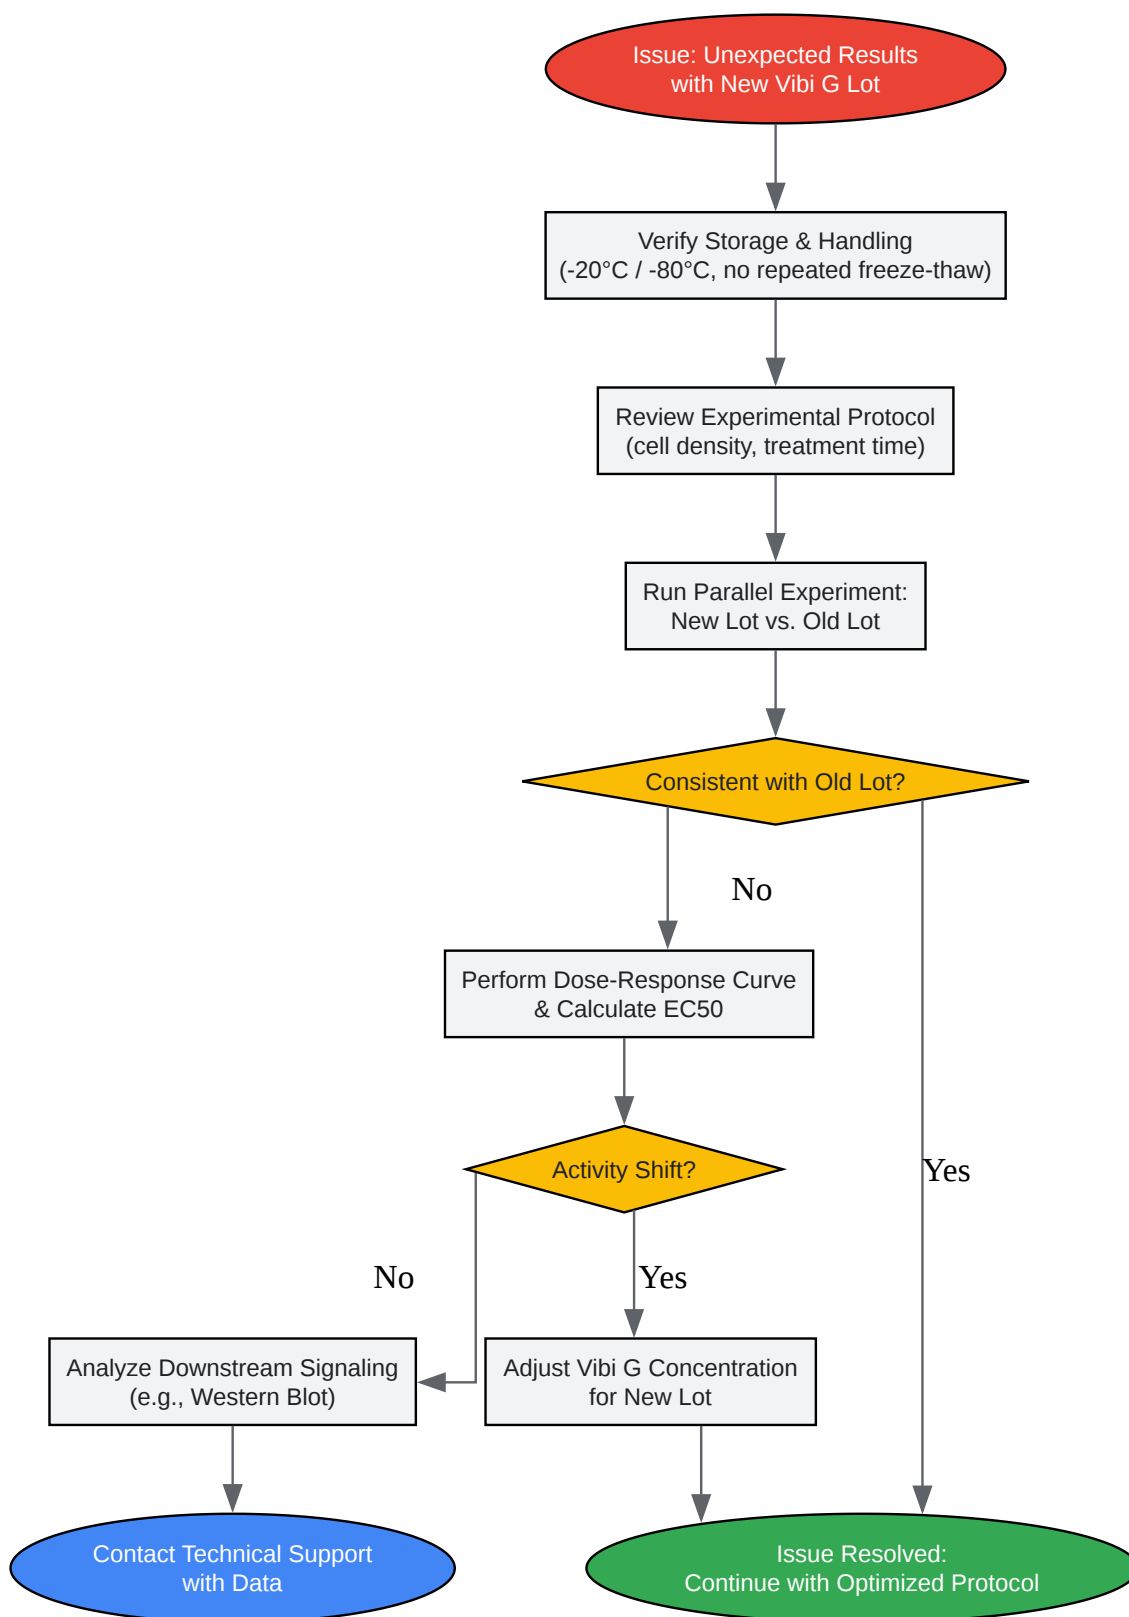 Issue: Unexpected Results
with New Vibi G Lot
Verify Storage & Handling
(-20°C / -80°C, no repeated freeze-thaw)
Review Experimental Protocol
(cell density, treatment time)
Run Parallel Experiment:
New Lot vs. Old Lot
Consistent with Old Lot?
No
Perform Dose-Response Curve
& Calculate EC50
Activity Shift?
Yes
No
Yes
Analyze Downstream Signaling
(e.g., Western Blot)
Adjust Vibi G Concentration
for New Lot
Contact Technical Support
with Data
Issue Resolved:
Continue with Optimized Protocol